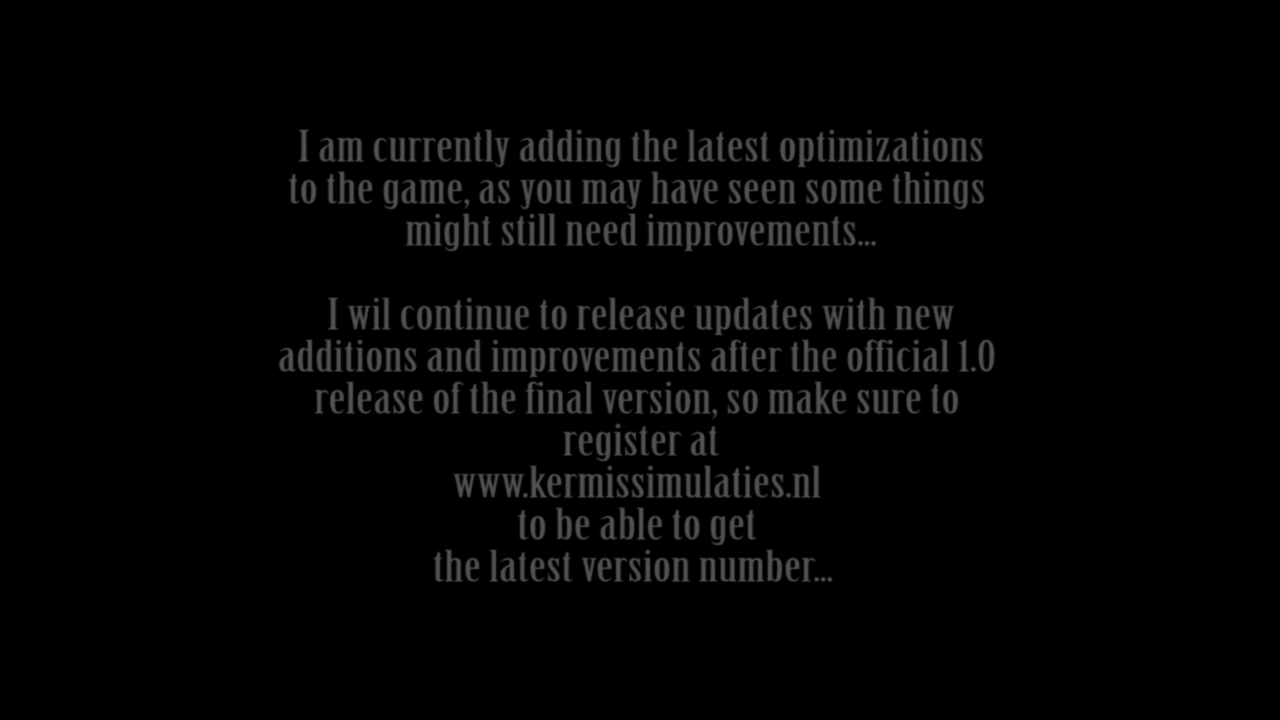 I am currently adding the latest optimizations
to the game, as you may have seen some things
might still need improvements...
I wil continue to release updates with new
additions and improvements after the official 1.0
release of the final version, so make sure to
register at
www.kermissimulaties.nl
to be able to get
the latest version number...